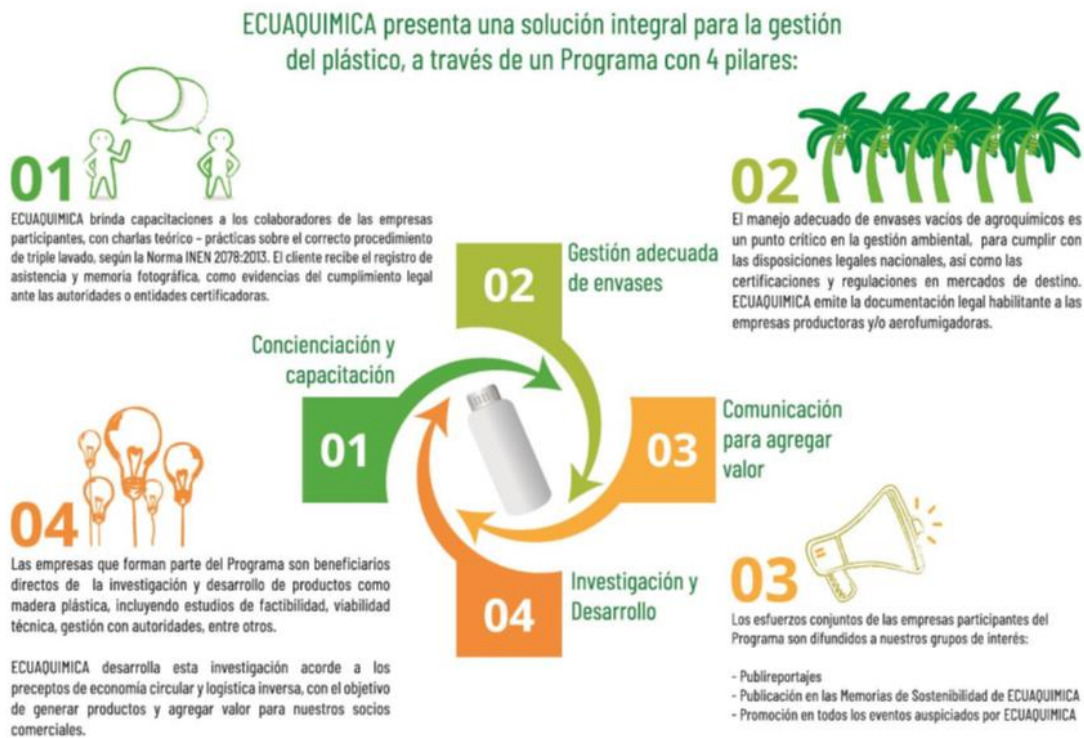 ECUAQUIMICA presenta una solución integral para la gestión
del plástico, a través de un Programa con 4 pilares:
01
ECUAQUIMICA brinda capacitaciones a los colaboradores de las empresas
participantes, con charlas teórico – prácticas sobre el correcto procedimiento
de triple lavado, según la Norma INEN 2078:2013. El cliente recibe el registro de
asistencia y memoria fotográfica, como evidencias del cumplimiento legal
ante las autoridades o entidades certificadoras.
02
El manejo adecuado de envases vacíos de agroquímicos es
un punto crítico en la gestión ambiental, para cumplir con
las disposiciones legales nacionales, así como las
certificaciones y regulaciones en mercados de destino.
ECUAQUIMICA emite la documentación legal habilitante a las
empresas productoras y/o aerofumigadoras.
Concienciación y
capacitación
01
02
Gestión adecuada
de envases
03
Comunicación
para agregar
valor
04
Investigación y
Desarrollo
04
Las empresas que forman parte del Programa son beneficiarios
directos de la investigación y desarrollo de productos como
madera plástica, incluyendo estudios de factibilidad, viabilidad
técnica, gestión con autoridades, entre otros.
ECUAQUIMICA desarrolla esta investigación acorde a los
preceptos de economía circular y logística inversa, con el objetivo
de generar productos y agregar valor para nuestros socios
comerciales.
03
Los esfuerzos conjuntos de las empresas participantes del
Programa son difundidos a nuestros grupos de interés:
- Publireportajes
- Publicación en las Memorias de Sostenibilidad de ECUAQUIMICA
- Promoción en todos los eventos auspiciados por ECUAQUIMICA